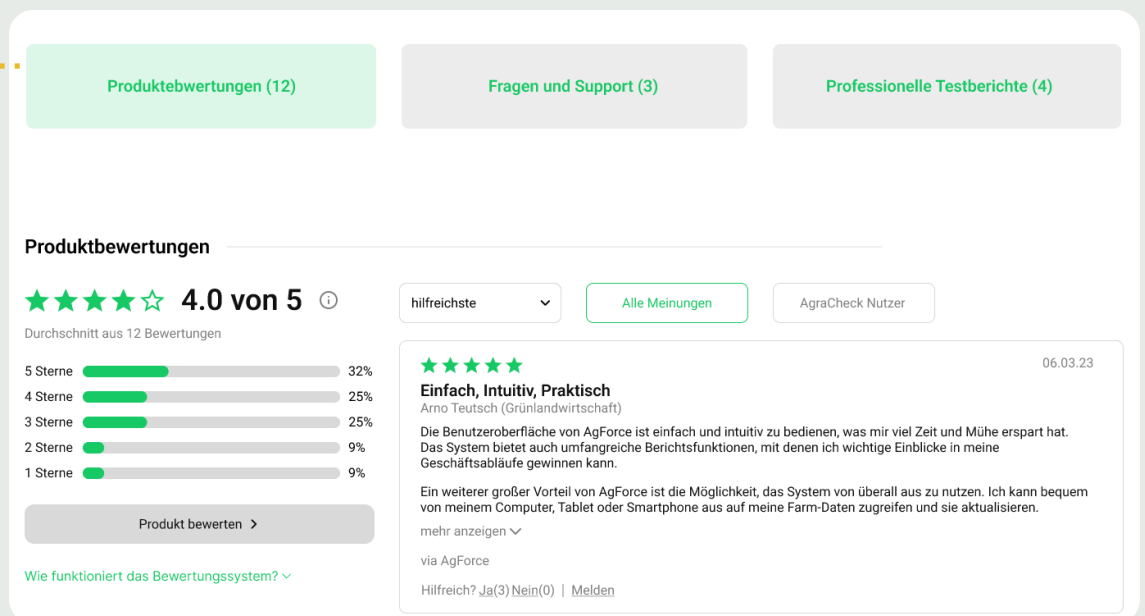 Produktebwertungen (12)
Fragen und Support (3)
Professionelle Testberichte (4)
Produktbewertungen
4.0 von 5
Durchschnitt aus 12 Bewertungen
5 Sterne 32%
4 Sterne 25%
3 Sterne 25%
2 Sterne 9%
1 Sterne 9%
Produkt bewerten
Wie funktioniert das Bewertungssystem?
hilfreichste
Alle Meinungen
AgraCheck Nutzer
06.03.23
Einfach, Intuitiv, Praktisch
Arno Teutsch (Grünlandwirtschaft)
Die Benutzeroberfläche von AgForce ist einfach und intuitiv zu bedienen, was mir viel Zeit und Mühe erspart hat.
Das System bietet auch umfangreiche Berichtsfunktionen, mit denen ich wichtige Einblicke in meine
Geschäftsabläufe gewinnen kann.
Ein weiterer großer Vorteil von AgForce ist die Möglichkeit, das System von überall aus zu nutzen. Ich kann bequem
von meinem Computer, Tablet oder Smartphone aus auf meine Farm-Daten zugreifen und sie aktualisieren.
mehr anzeigen
via AgForce
Hilfreich? Ja(3) Nein(0) | Melden